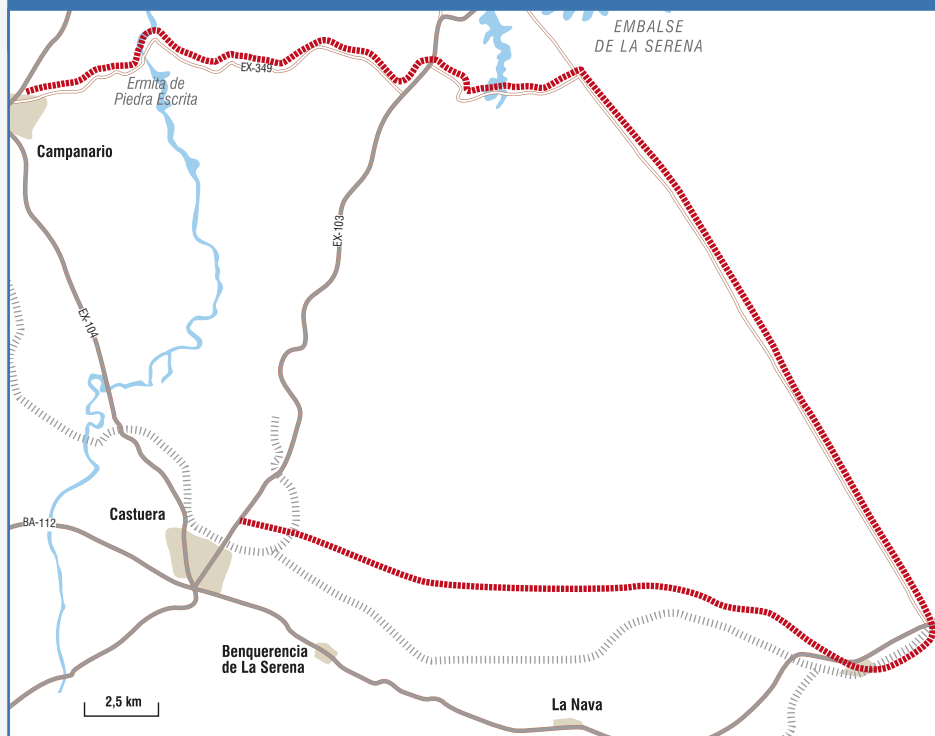 EMBALSE
DE LA SERENA
EX-349
Ermita de
Piedra Escrita
Campanario
EX-103
EX-104
Castuera
BA-112
Benquerencia
de La Serena
2,5 km
La Nava